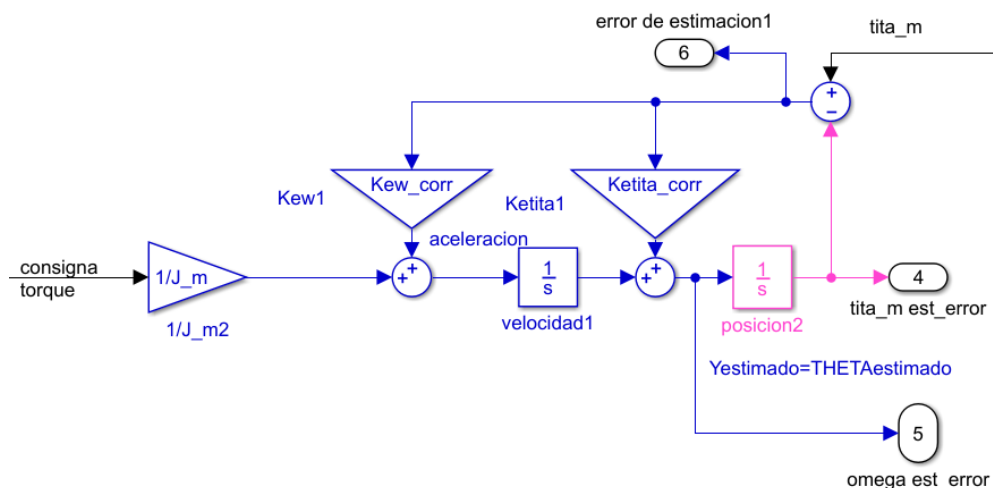 error de estimacion1
6
tita_m
+
−
Kew_corr
Ketita_corr
Kew1
Ketita1
aceleracion
consigna
torque
1/J_m
1/J_m2
+
+
1
s
velocidad1
+
+
1
s
posicion2
4
tita_m est_error
Yestimado=THETAestimado
5
omega est_error